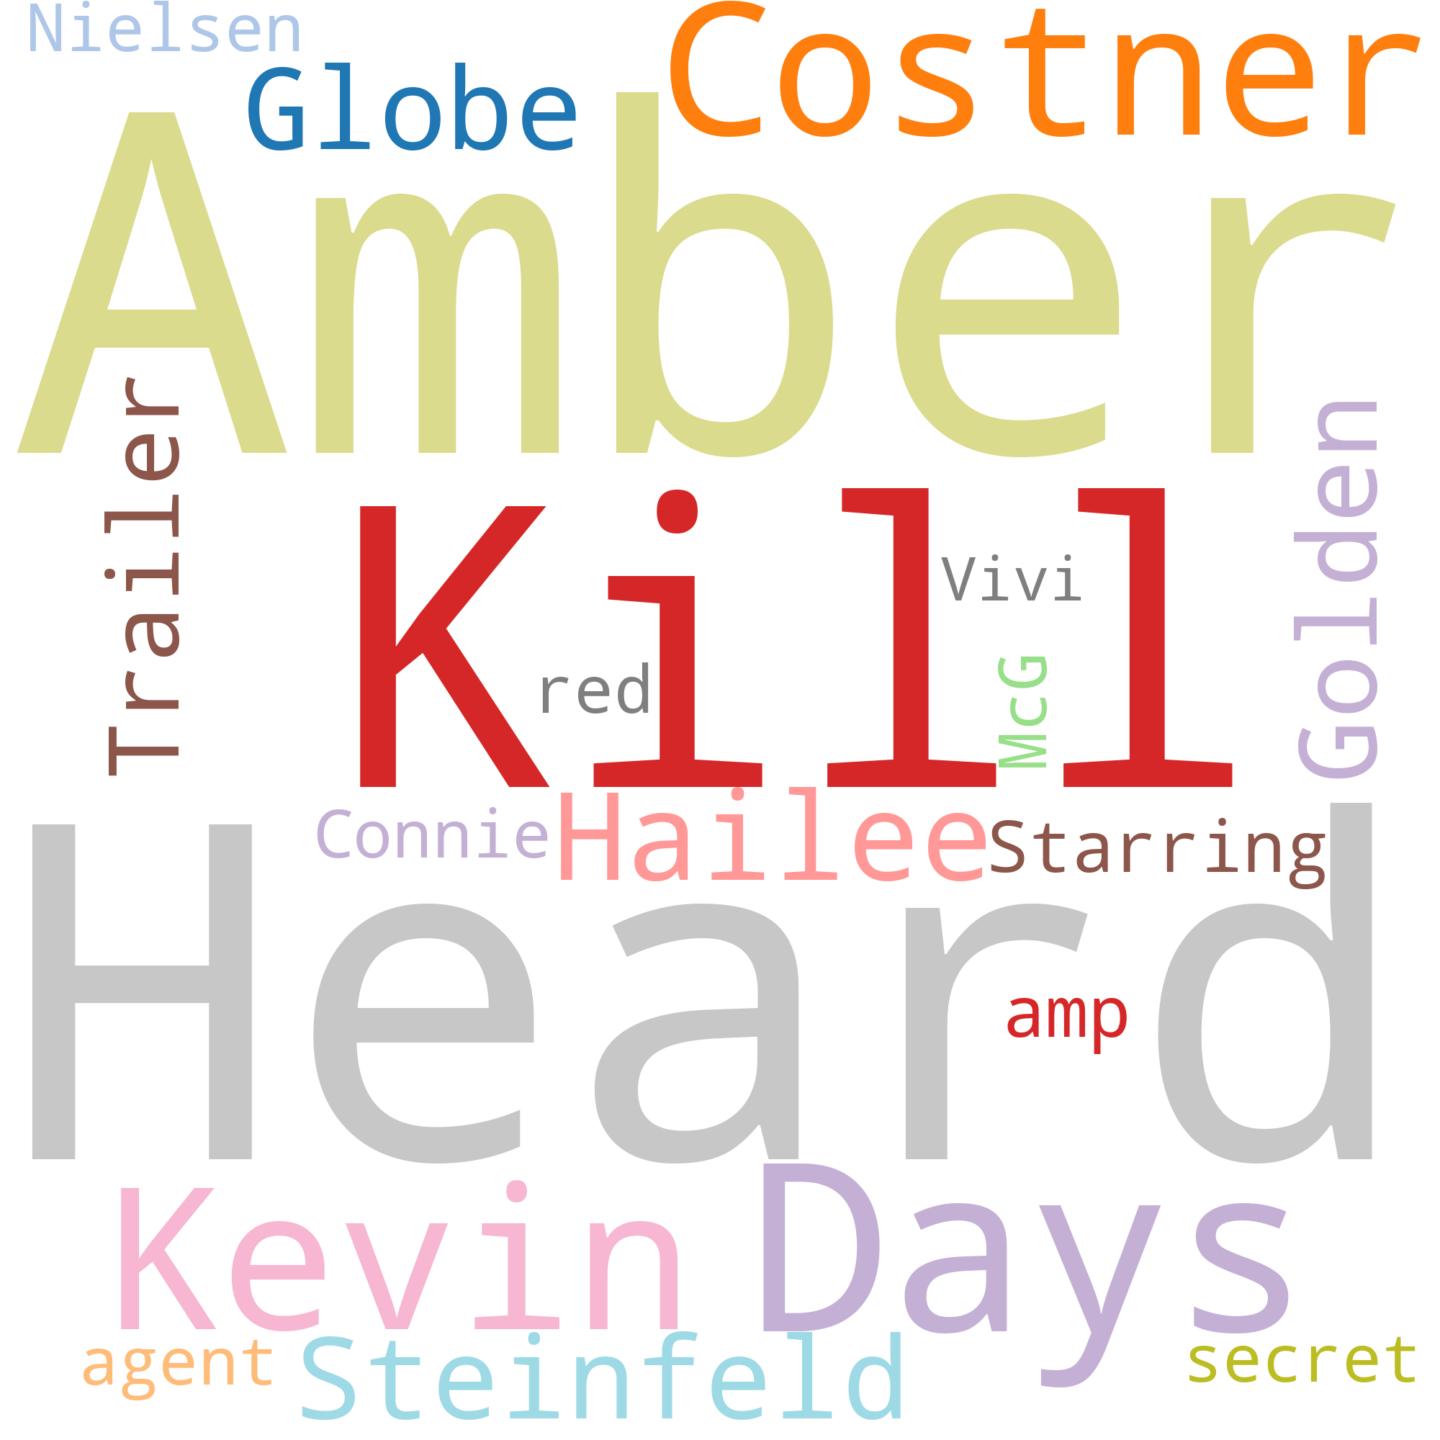 Nielsen
Costner
Globe
Amber
Trailer
Golden
Kill
Vivi
red
McG
Hailee
Connie
Starring
Heard
amp
Kevin
Days
agent
Steinfeld
secret